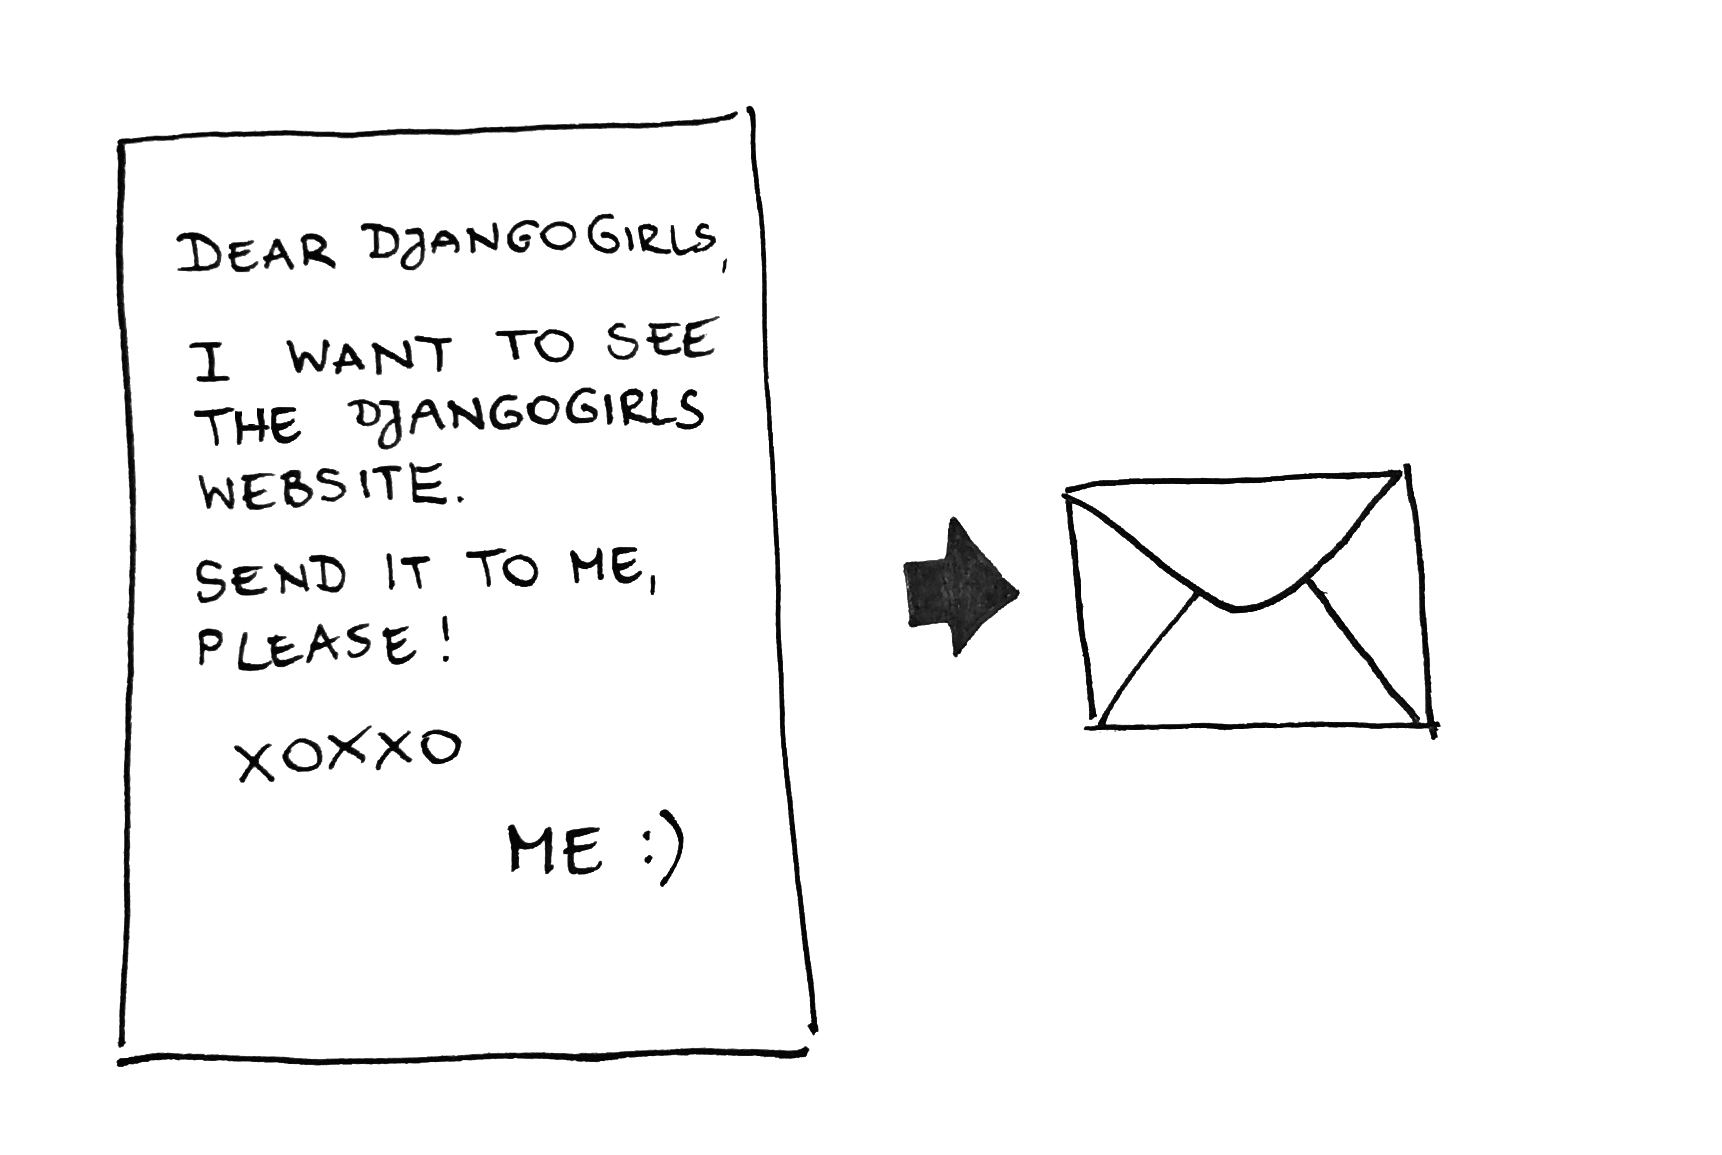 DEAR DJANGOGIRLS,
I WANT TO SEE
THE DJANGOGIRLS
WEBSITE.
SEND IT TO ME,
PLEASE!
XOXXO
ME :)